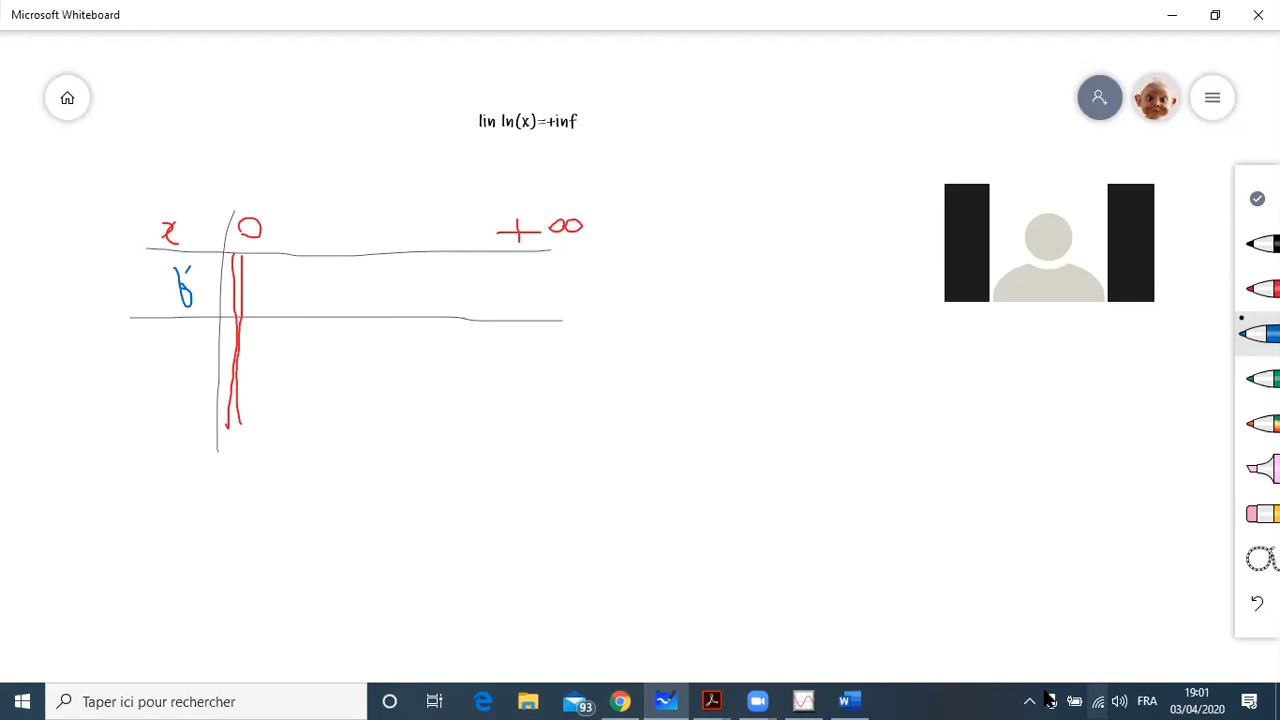 Microsoft Whiteboard
lin ln(x)=+inf
x 0 +∞
f'
Taper ici pour rechercher
93
FRA
19:01
03/04/2020